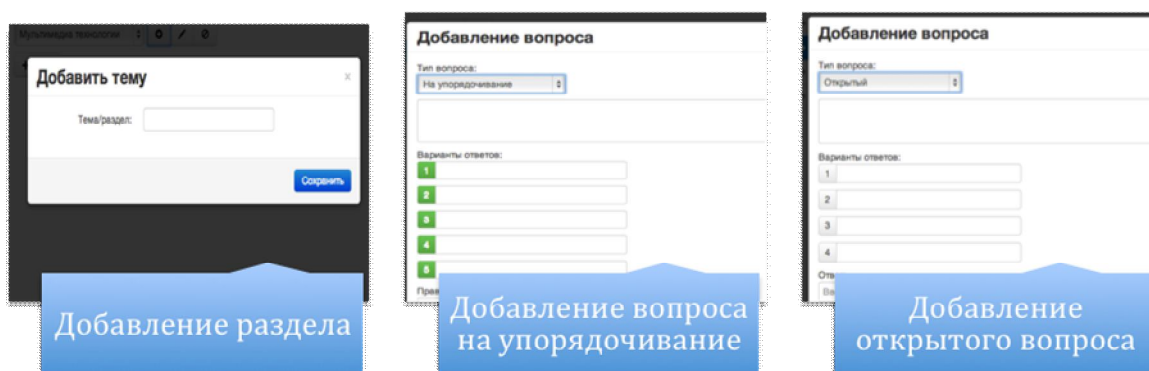 Мультимедиа технологии
Добавить тему
x
Тема/раздел:
Сохранить
Добавление раздела
Добавление вопроса
Тип вопроса:
На упорядочивание
Варианты ответов:
1
2
3
4
5
Добавление вопроса
на упорядочивание
Добавление вопроса
Тип вопроса:
Открытый
Варианты ответов:
1
2
3
4
Добавление
открытого вопроса